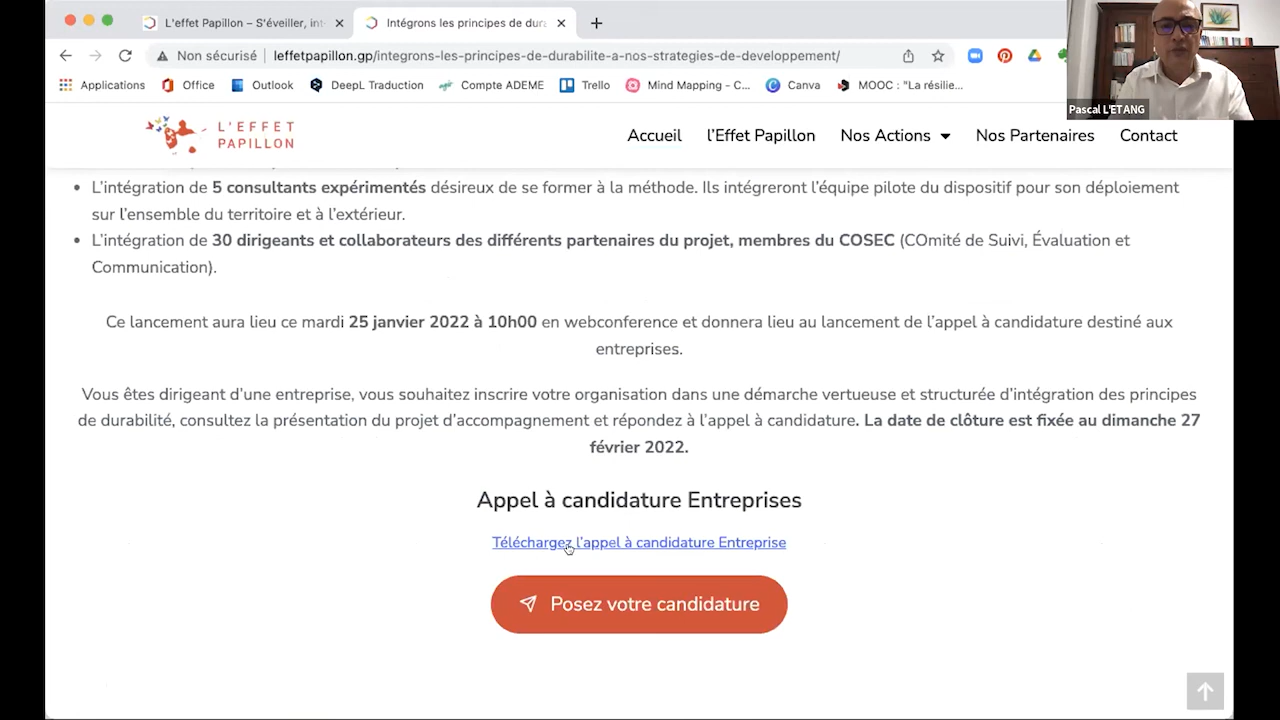 L'effet Papillon – S'éveiller, int
Intégrons les principes de dura
Non sécurisé
leffetpapillon.gp/integrons-les-principes-de-durabilite-a-nos-strategies-de-developpement/
Applications
Office
Outlook
DeepL Traduction
Compte ADEME
Trello
Mind Mapping - C...
Canva
MOOC : "La résilie...
Pascal L'ETANG
L'EFFET
PAPILLON
Accueil
l'Effet Papillon
Nos Actions
Nos Partenaires
Contact
L'intégration de 5 consultants expérimentés désireux de se former à la méthode. Ils intégreront l'équipe pilote du dispositif pour son déploiement
sur l'ensemble du territoire et à l'extérieur.
L'intégration de 30 dirigeants et collaborateurs des différents partenaires du projet, membres du COSEC (COmité de Suivi, Évaluation et
Communication).
Ce lancement aura lieu ce mardi 25 janvier 2022 à 10h00 en webconference et donnera lieu au lancement de l'appel à candidature destiné aux
entreprises.
Vous êtes dirigeant d'une entreprise, vous souhaitez inscrire votre organisation dans une démarche vertueuse et structurée d'intégration des principes
de durabilité, consultez la présentation du projet d'accompagnement et répondez à l'appel à candidature. La date de clôture est fixée au dimanche 27
février 2022.
Appel à candidature Entreprises
Téléchargez l'appel à candidature Entreprise
Posez votre candidature